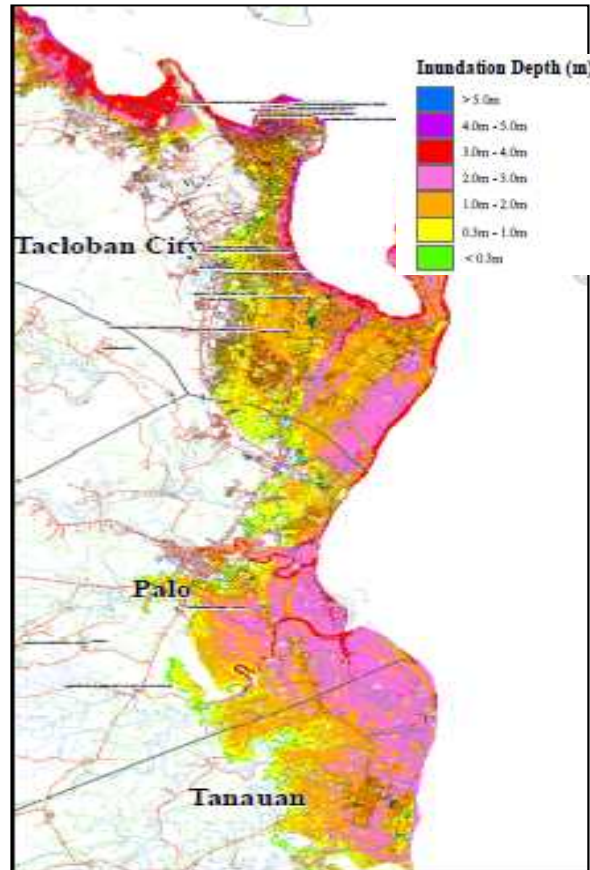 Inundation Depth (m)
> 5.0m
4.0m - 5.0m
3.0m - 4.0m
2.0m - 3.0m
1.0m - 2.0m
0.3m - 1.0m
< 0.3m
Tacloban City
Palo
Tanauan